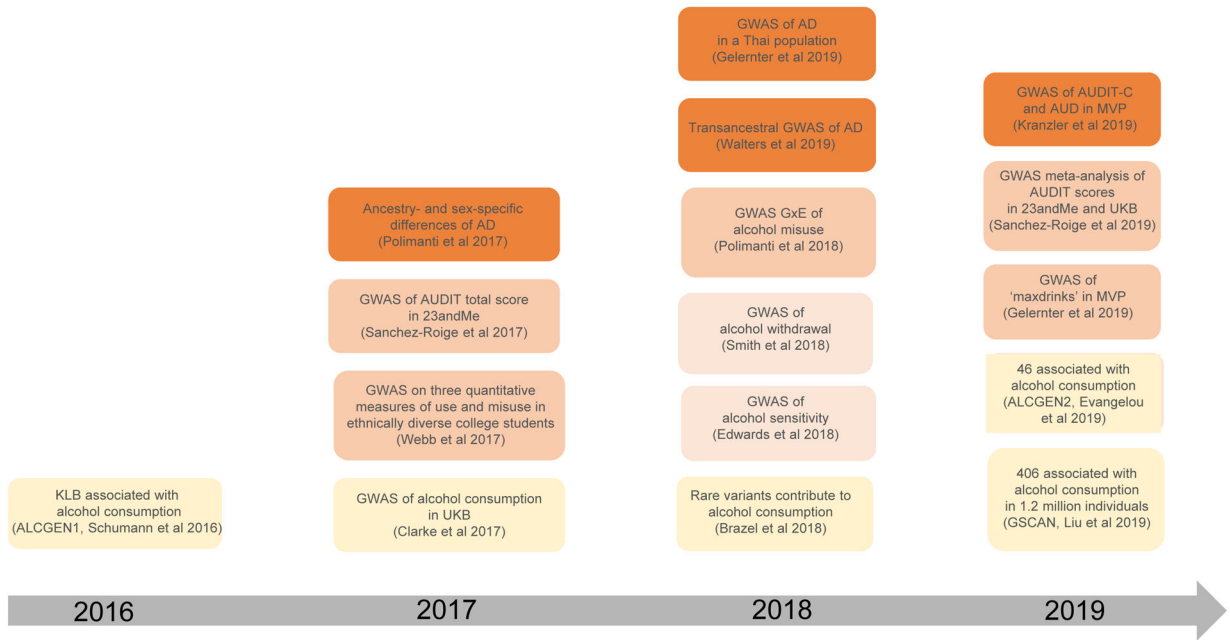 GWAS of AD
in a Thai population
(Gelernter et al 2019)
Transancestral GWAS of AD
(Walters et al 2019)
GWAS of AUDIT-C
and AUD in MVP
(Kranzler et al 2019)
Ancestry- and sex-specific
differences of AD
(Polimanti et al 2017)
GWAS GxE of
alcohol misuse
(Polimanti et al 2018)
GWAS meta-analysis of
AUDIT scores
in 23andMe and UKB
(Sanchez-Roige et al 2019)
GWAS of AUDIT total score
in 23andMe
(Sanchez-Roige et al 2017)
GWAS of
alcohol withdrawal
(Smith et al 2018)
GWAS of
‘maxdrinks’ in MVP
(Gelernter et al 2019)
GWAS on three quantitative
measures of use and misuse in
ethnically diverse college students
(Webb et al 2017)
GWAS of
alcohol sensitivity
(Edwards et al 2018)
46 associated with
alcohol consumption
(ALCGEN2, Evangelou
et al 2019)
KLB associated with
alcohol consumption
(ALCGEN1, Schumann et al 2016)
GWAS of alcohol consumption
in UKB
(Clarke et al 2017)
Rare variants contribute to
alcohol consumption
(Brazel et al 2018)
406 associated with
alcohol consumption
in 1.2 million individuals
(GSCAN, Liu et al 2019)
2016
2017
2018
2019